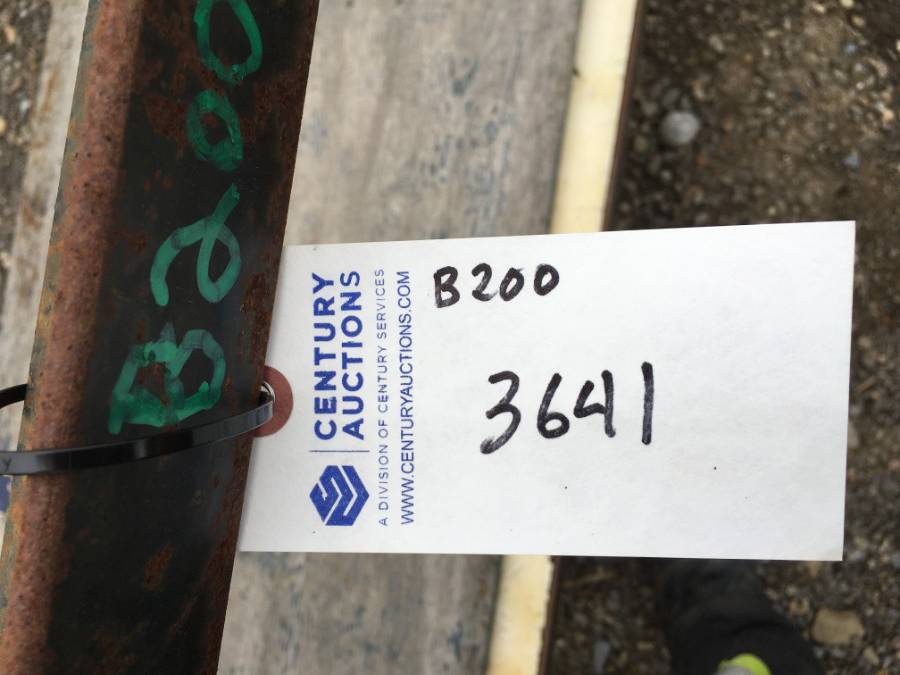 B200
CENTURY
AUCTIONS
A DIVISION OF CENTURY SERVICES
WWW.CENTURYAUCTIONS.COM
B200
3641